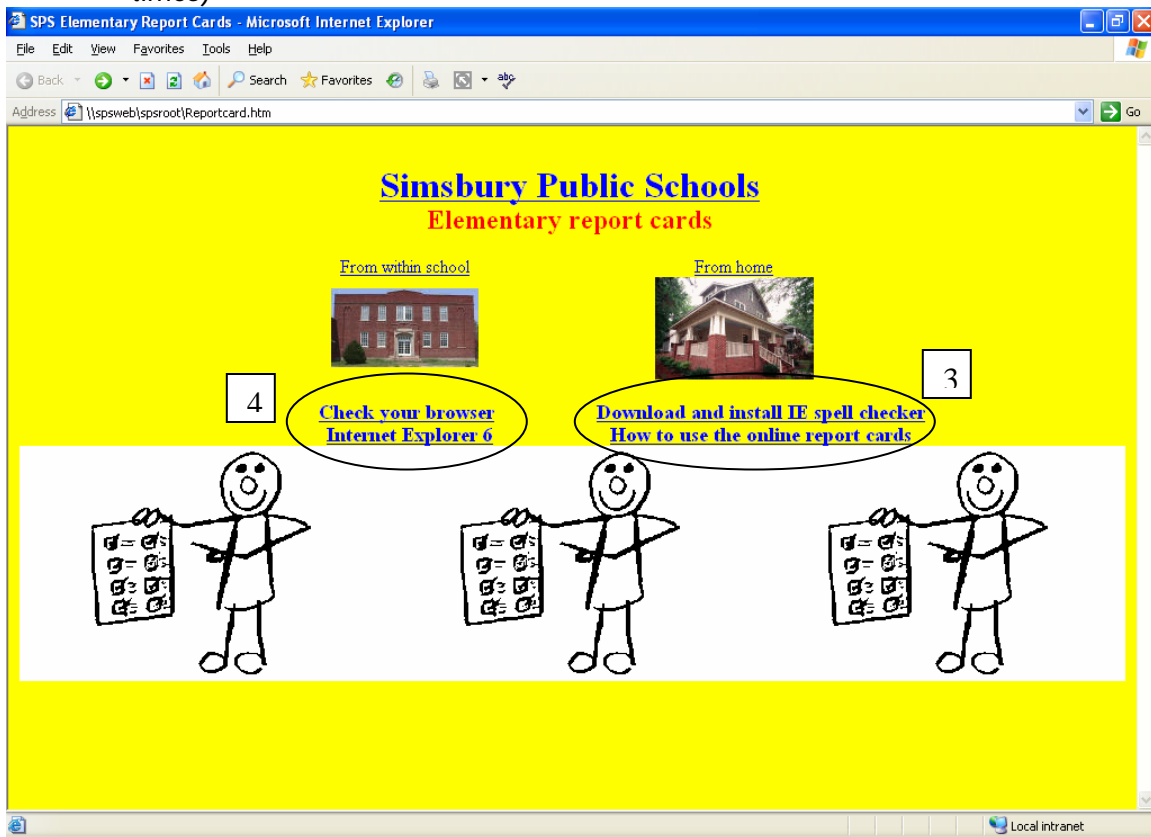 times)
SPS Elementary Report Cards - Microsoft Internet Explorer
File Edit View Favorites Tools Help
Back Search Favorites
Address \\spsweb\spsroot\Reportcard.htm Go
Simsbury Public Schools
Elementary report cards
From within school From home
3
4
Check your browser Download and install IE spell checker
Internet Explorer 6 How to use the online report cards
Local intranet